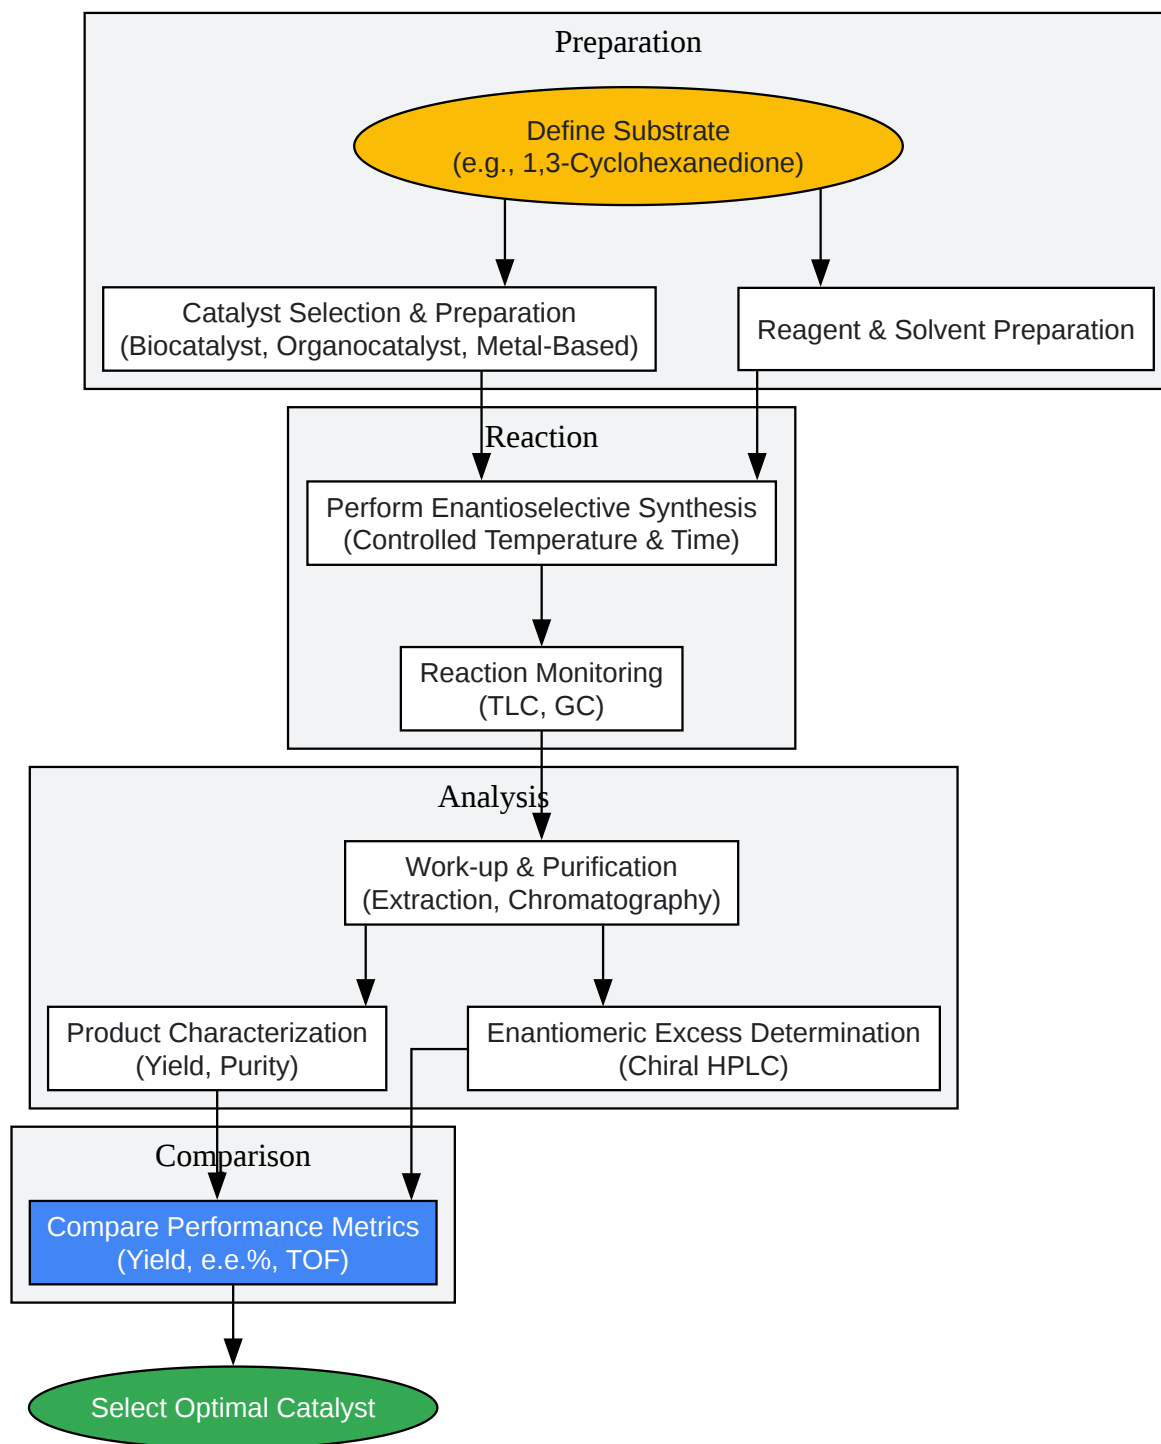 Preparation
Define Substrate
(e.g., 1,3-Cyclohexanedione)
Catalyst Selection & Preparation
(Biocatalyst, Organocatalyst, Metal-Based)
Reagent & Solvent Preparation
Reaction
Perform Enantioselective Synthesis
(Controlled Temperature & Time)
Reaction Monitoring
(TLC, GC)
Analysis
Work-up & Purification
(Extraction, Chromatography)
Product Characterization
(Yield, Purity)
Enantiomeric Excess Determination
(Chiral HPLC)
Comparison
Compare Performance Metrics
(Yield, e.e.%, TOF)
Select Optimal Catalyst